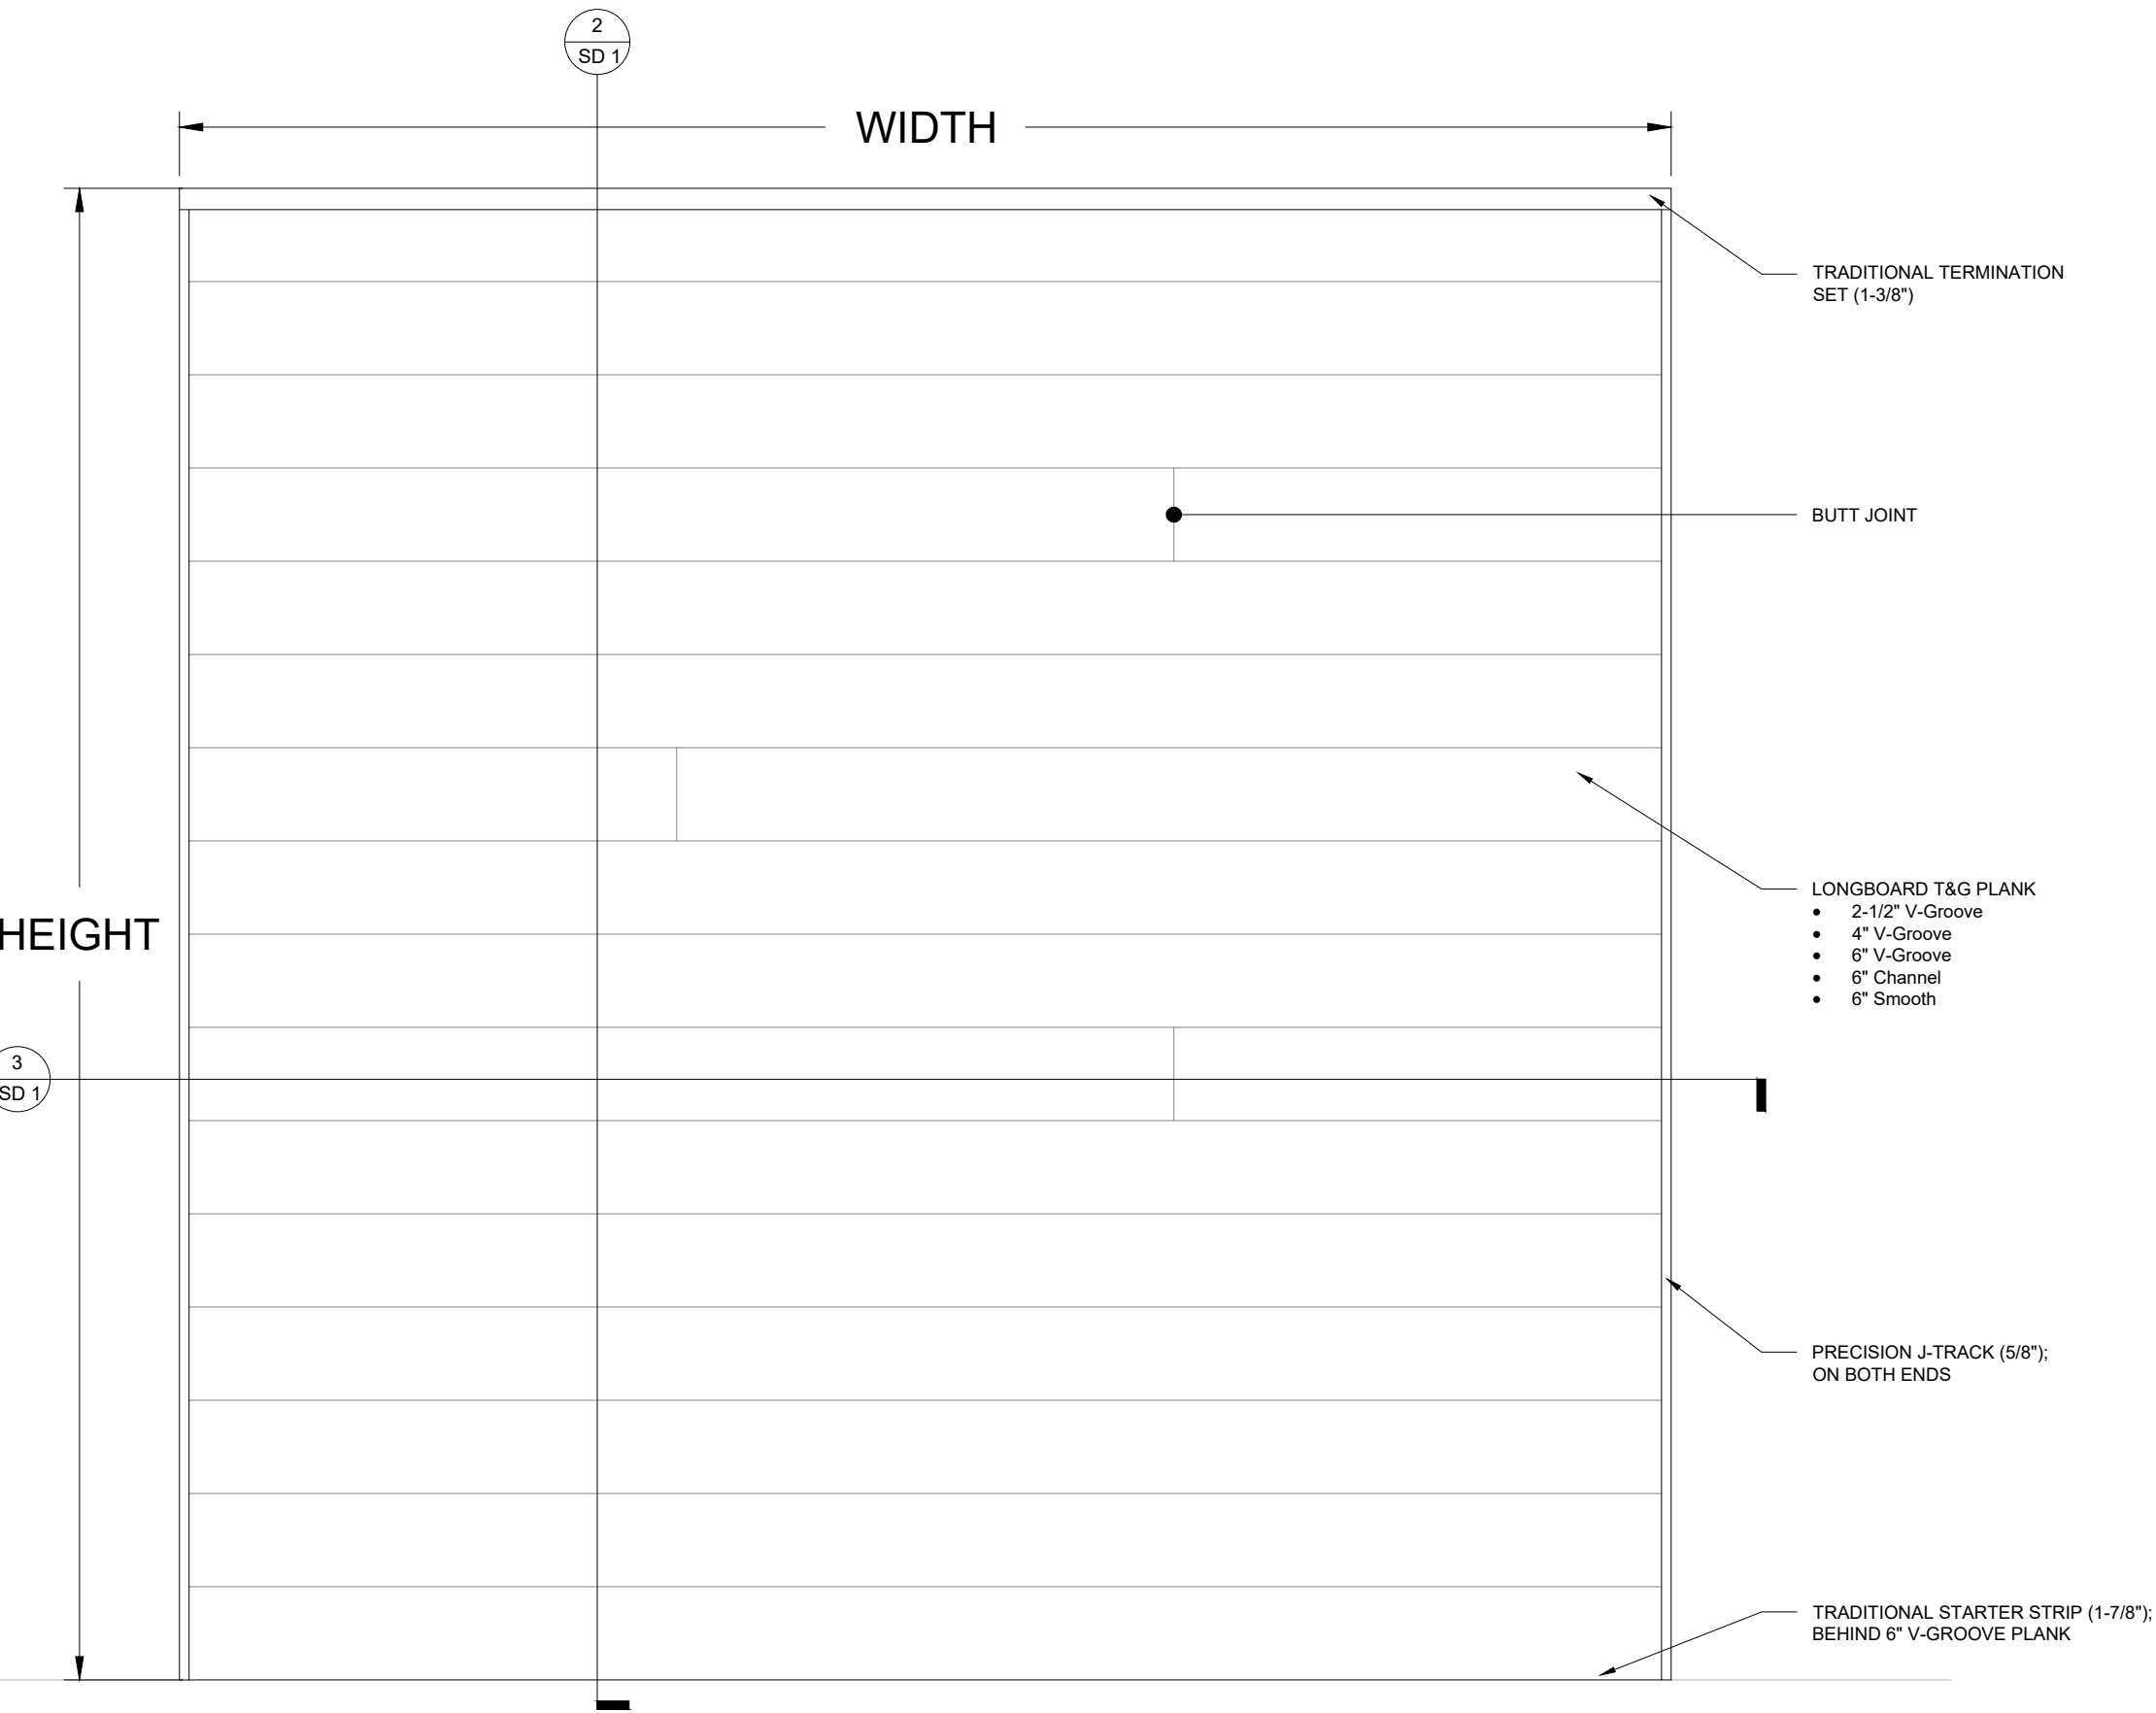 2
SD 1
WIDTH
TRADITIONAL TERMINATION
SET (1-3/8")
BUTT JOINT
LONGBOARD T&G PLANK
• 2-1/2" V-Groove
• 4" V-Groove
• 6" V-Groove
• 6" Channel
• 6" Smooth
HEIGHT
3
SD 1
PRECISION J-TRACK (5/8");
ON BOTH ENDS
TRADITIONAL STARTER STRIP (1-7/8");
BEHIND 6" V-GROOVE PLANK